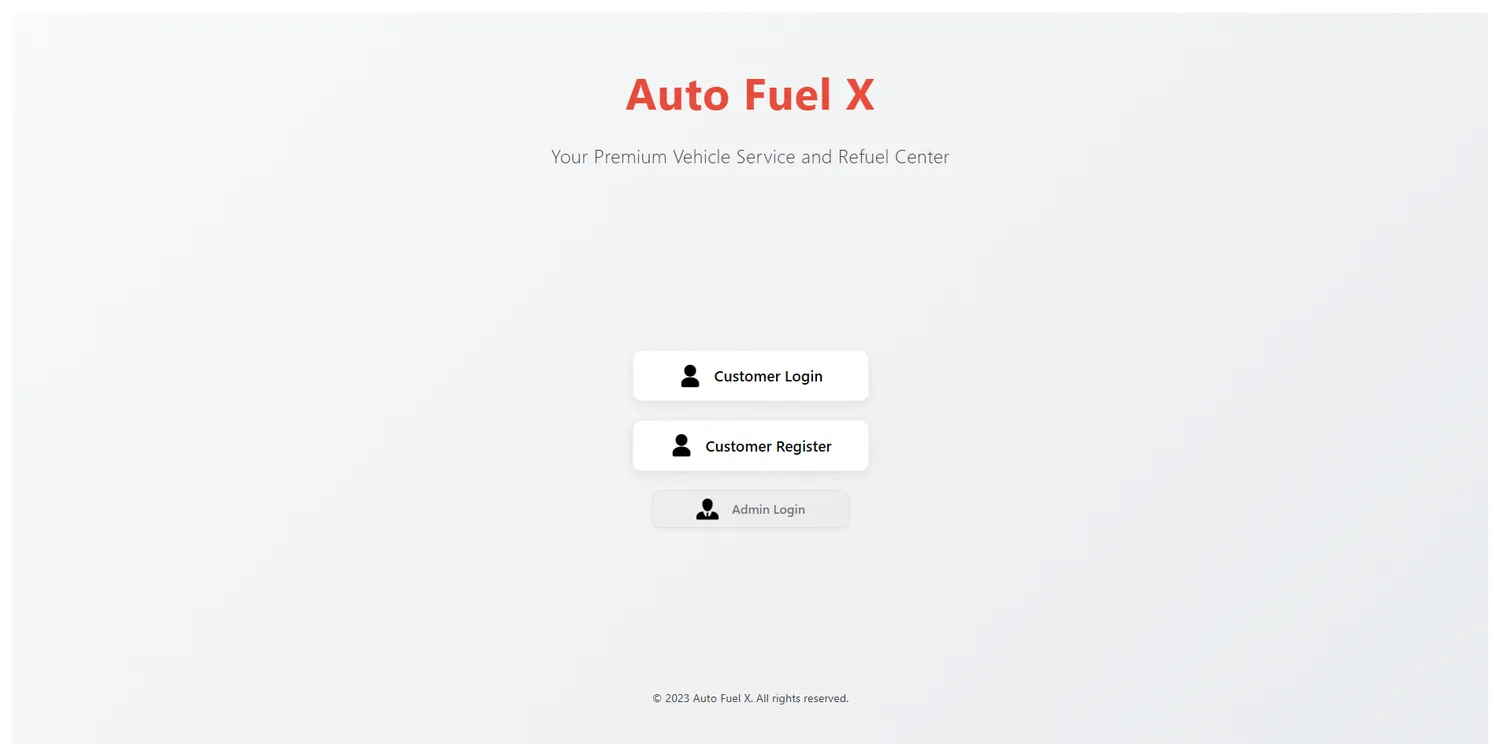 Auto Fuel X
Your Premium Vehicle Service and Refuel Center
Customer Login
Customer Register
Admin Login
© 2023 Auto Fuel X. All rights reserved.